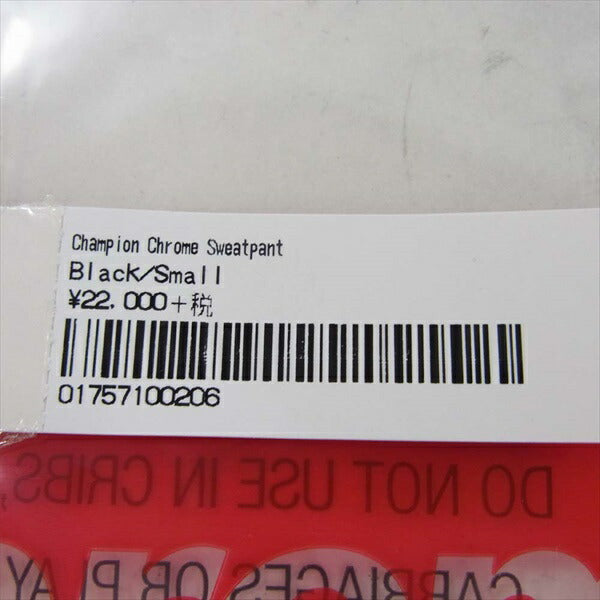 Champion Chrome Sweatpant
Black/Small
¥22.000+税
01757100206
DO NOT USE IN CRIBS
CARRIAGES OR PLAY